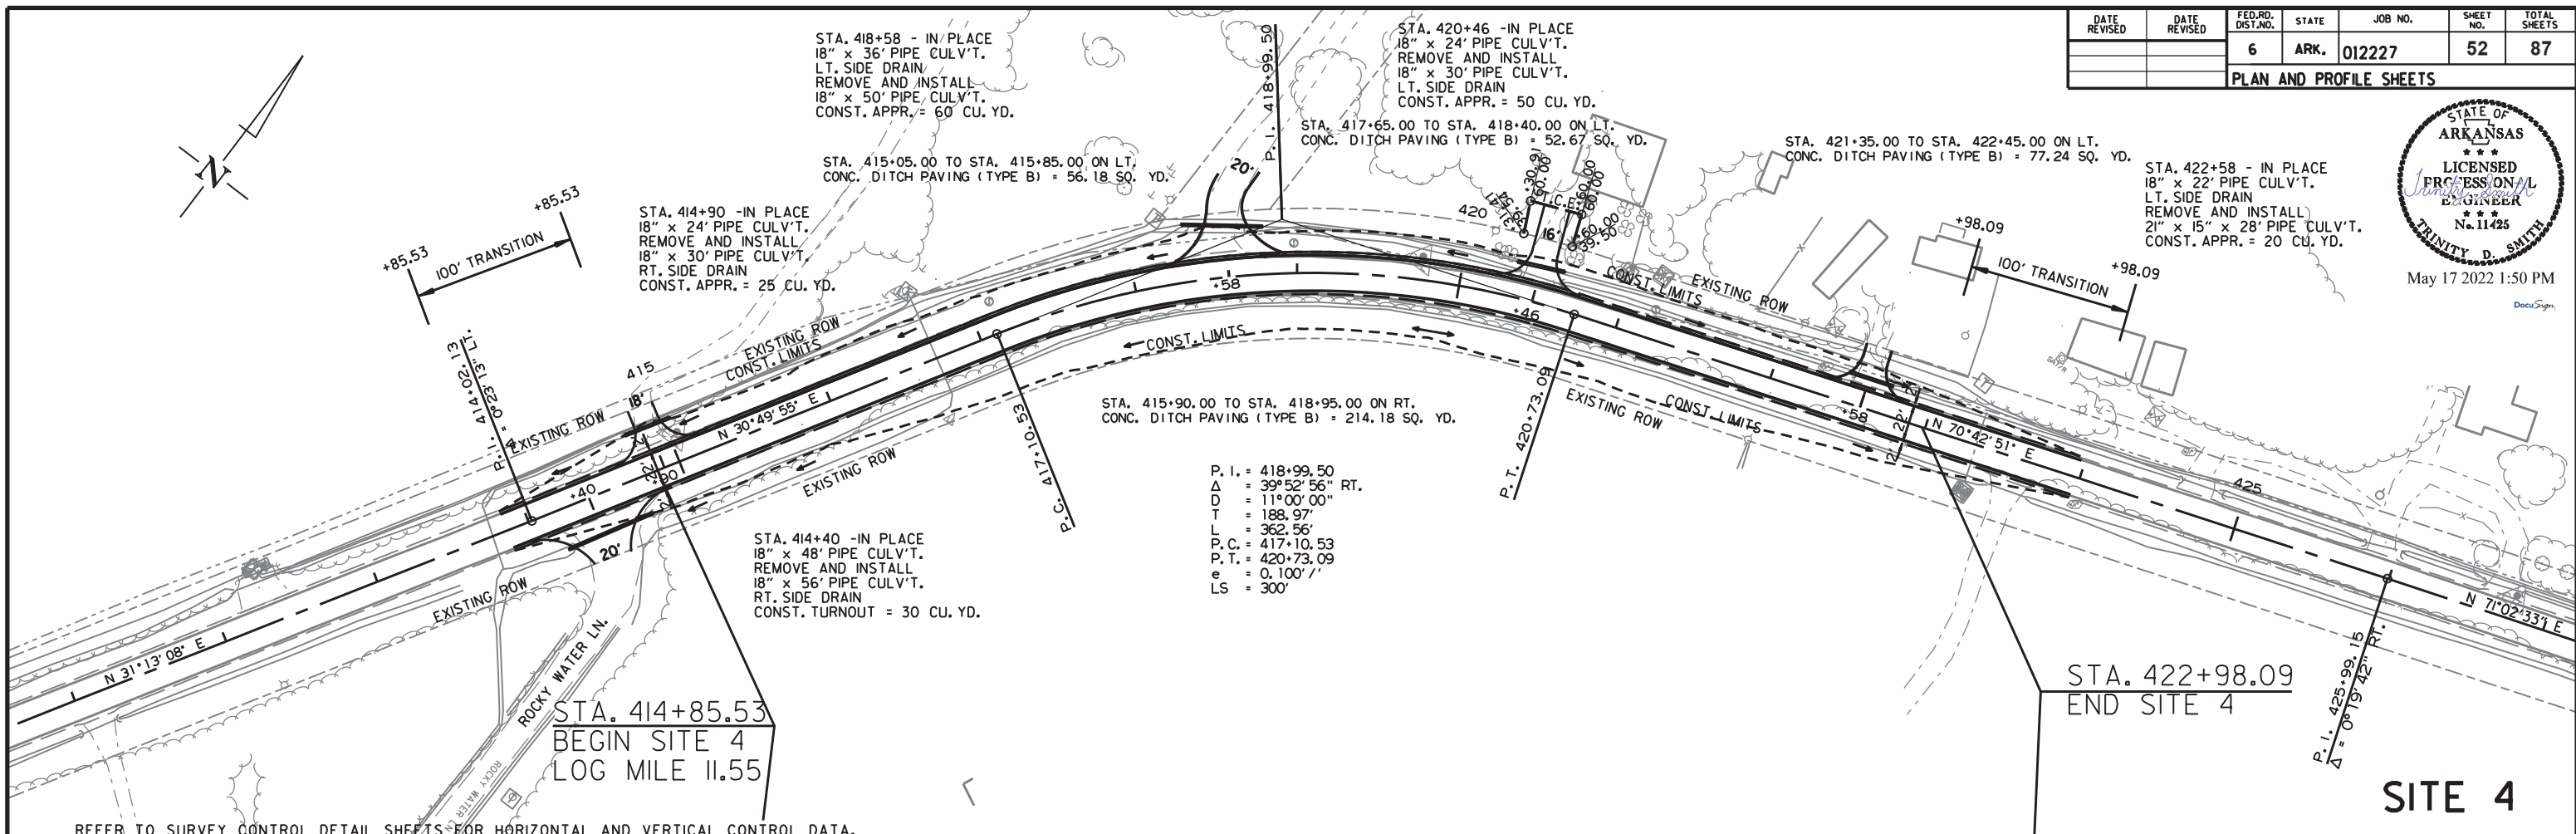 DATE REVISED
DATE REVISED
FED.RD. DIST.NO.
STATE
JOB NO.
SHEET NO.
TOTAL SHEETS
6
ARK.
012227
52
87
PLAN AND PROFILE SHEETS
STATE OF
ARKANSAS
★ ★ ★
LICENSED
PROFESSIONAL
ENGINEER
★ ★ ★
No. 11425
TRINITY D. SMITH
May 17 2022 1:50 PM
DocuSign
N
STA. 418+58 - IN PLACE
18" x 36' PIPE CULV'T.
LT. SIDE DRAIN
REMOVE AND INSTALL
18" x 50' PIPE CULV'T.
CONST. APPR. = 60 CU. YD.
STA. 415+05.00 TO STA. 415+85.00 ON LT.
CONC. DITCH PAVING (TYPE B) = 56.18 SQ. YD.
P.I. 418+99.50
STA. 420+46 -IN PLACE
18" x 24' PIPE CULV'T.
REMOVE AND INSTALL
18" x 30' PIPE CULV'T.
LT. SIDE DRAIN
CONST. APPR. = 50 CU. YD.
STA. 417+65.00 TO STA. 418+40.00 ON LT.
CONC. DITCH PAVING (TYPE B) = 52.67 SQ. YD.
STA. 421+35.00 TO STA. 422+45.00 ON LT.
CONC. DITCH PAVING (TYPE B) = 77.24 SQ. YD.
STA. 422+58 - IN PLACE
18" x 22' PIPE CULV'T.
LT. SIDE DRAIN
REMOVE AND INSTALL
21" x 15" x 28' PIPE CULV'T.
CONST. APPR. = 20 CU. YD.
STA. 414+90 -IN PLACE
18" x 24' PIPE CULV'T.
REMOVE AND INSTALL
18" x 30' PIPE CULV'T.
RT. SIDE DRAIN
CONST. APPR. = 25 CU. YD.
+85.53
100' TRANSITION
+85.53
+98.09
100' TRANSITION
+98.09
20'
420
T.C.E.
+30.91
60.00
60.00
60.00
39.50
16'
CONST. LIMITS
EXISTING ROW
+58
+46
EXISTING ROW
CONST. LIMITS
CONST. LIMITS
415
18'
P.I. 414+02.13
Δ = 0°23'13" LT.
EXISTING ROW
N 30°49'55" E
+40
+90
2'
22'
2'
20'
EXISTING ROW
P.C. 417+10.53
STA. 415+90.00 TO STA. 418+95.00 ON RT.
CONC. DITCH PAVING (TYPE B) = 214.18 SQ. YD.
P.T. 420+73.09
EXISTING ROW
CONST. LIMITS
+58
2'
22'
2'
N 70°42'51" E
425
P.I. = 418+99.50
Δ = 39°52'56" RT.
D = 11°00'00"
T = 188.97'
L = 362.56'
P.C. = 417+10.53
P.T. = 420+73.09
e = 0.100'/'
LS = 300'
STA. 414+40 -IN PLACE
18" x 48' PIPE CULV'T.
REMOVE AND INSTALL
18" x 56' PIPE CULV'T.
RT. SIDE DRAIN
CONST. TURNOUT = 30 CU. YD.
EXISTING ROW
N 31°13'08" E
ROCKY WATER LN.
ROCKY WATER LN
STA. 414+85.53
BEGIN SITE 4
LOG MILE 11.55
STA. 422+98.09
END SITE 4
P.I. 425+99.15
Δ = 0°19'42" RT.
N 71°02'33" E
SITE 4
REFER TO SURVEY CONTROL DETAIL SHEETS FOR HORIZONTAL AND VERTICAL CONTROL DATA.